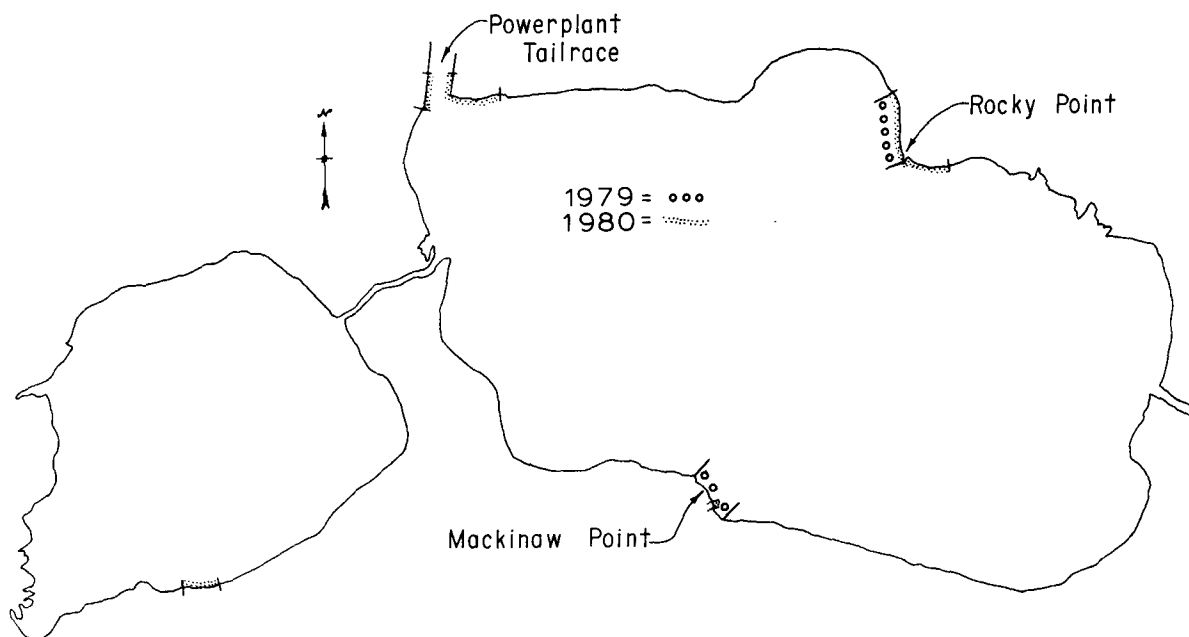 Powerplant
Tailrace
N
Rocky Point
1979 =
1980 =
Mackinaw Point